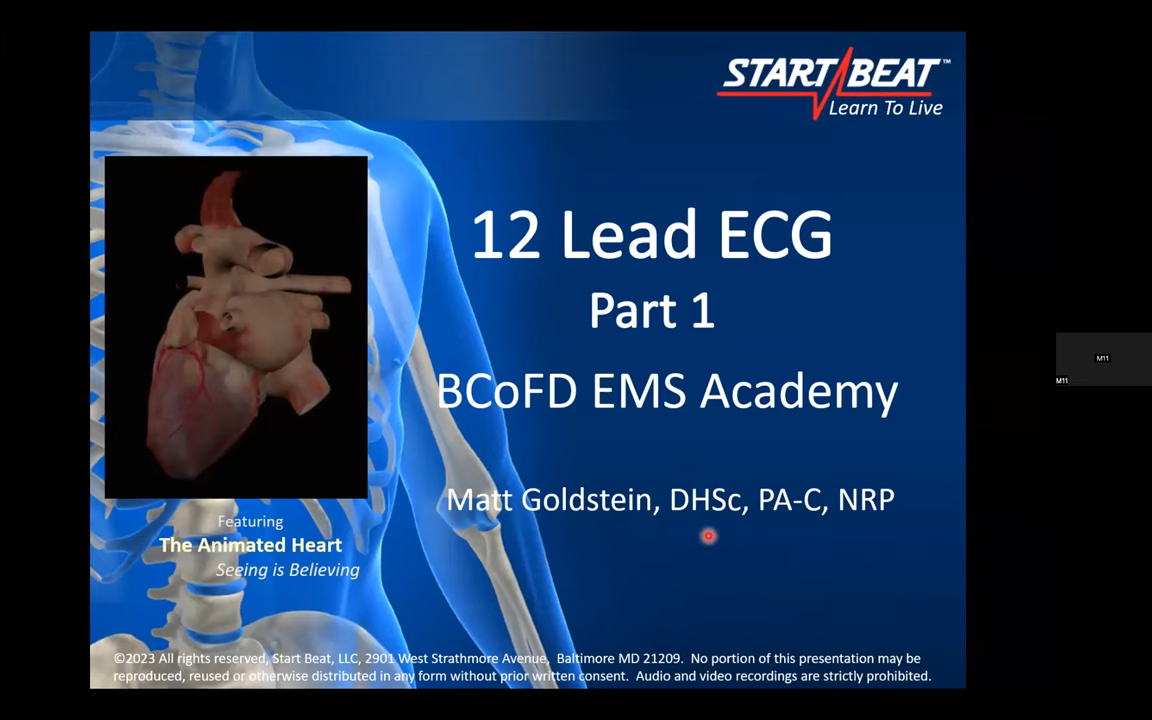 START BEAT™
Learn To Live
12 Lead ECG
Part 1
BCoFD EMS Academy
Matt Goldstein, DHSc, PA-C, NRP
Featuring
The Animated Heart
Seeing is Believing
©2023 All rights reserved, Start Beat, LLC, 2901 West Strathmore Avenue, Baltimore MD 21209. No portion of this presentation may be
reproduced, reused or otherwise distributed in any form without prior written consent. Audio and video recordings are strictly prohibited.
M11
M11